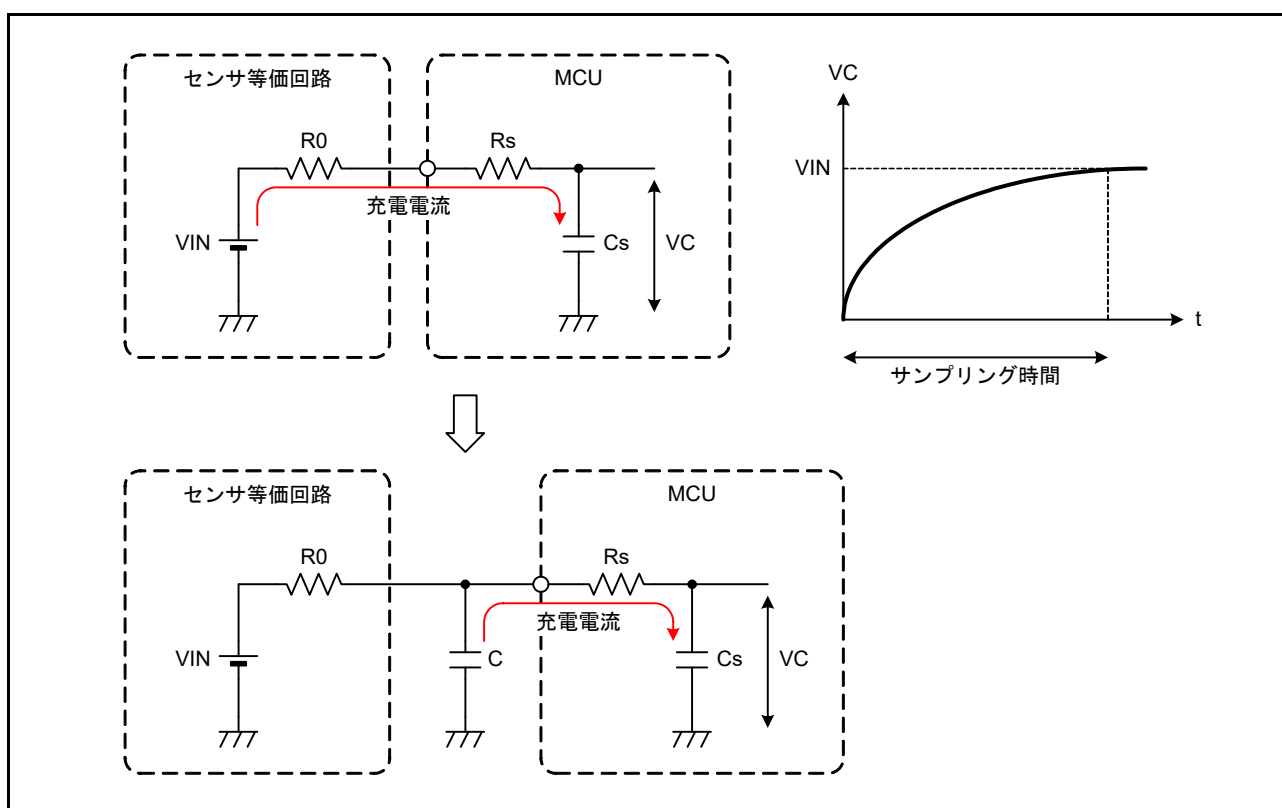 センサ等価回路
MCU
R0
Rs
充電電流
VIN
Cs
VC
VC
VIN
t
サンプリング時間
センサ等価回路
MCU
R0
Rs
充電電流
VIN
C
Cs
VC